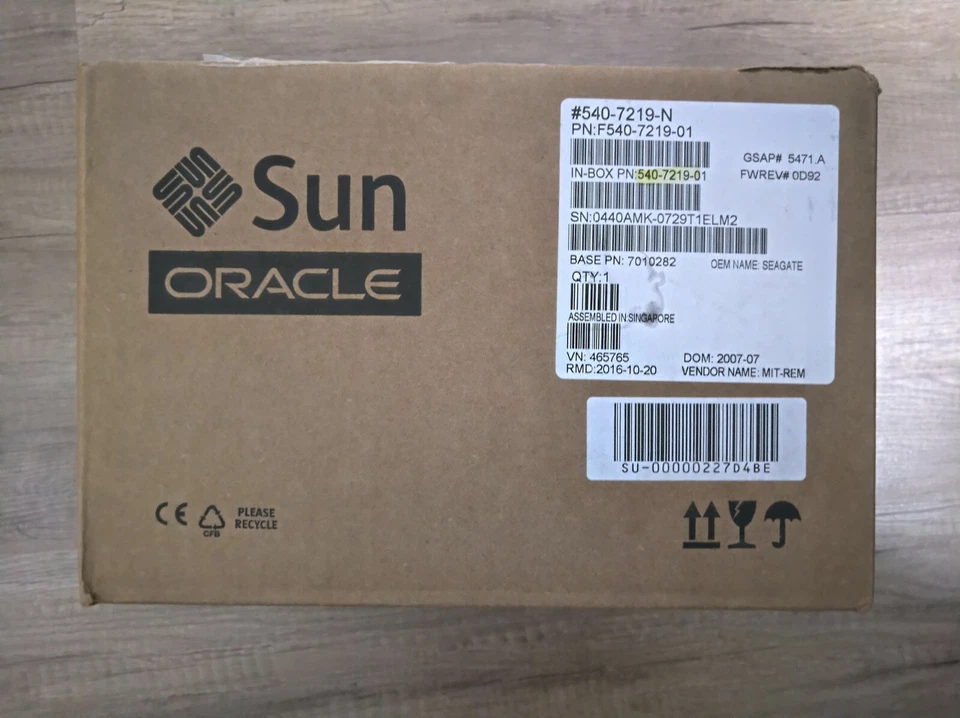 Sun
ORACLE
#540-7219-N
PN:F540-7219-01
GSAP# 5471.A
IN-BOX PN:540-7219-01
FWREV# 0D92
SN:0440AMK-0729T1ELM2
BASE PN: 7010282
OEM NAME: SEAGATE
QTY:1
ASSEMBLED IN:SINGAPORE
VN: 465765
DOM: 2007-07
RMD:2016-10-20
VENDOR NAME: MIT-REM
SU-00000227D4BE
CE
CFB
PLEASE
RECYCLE